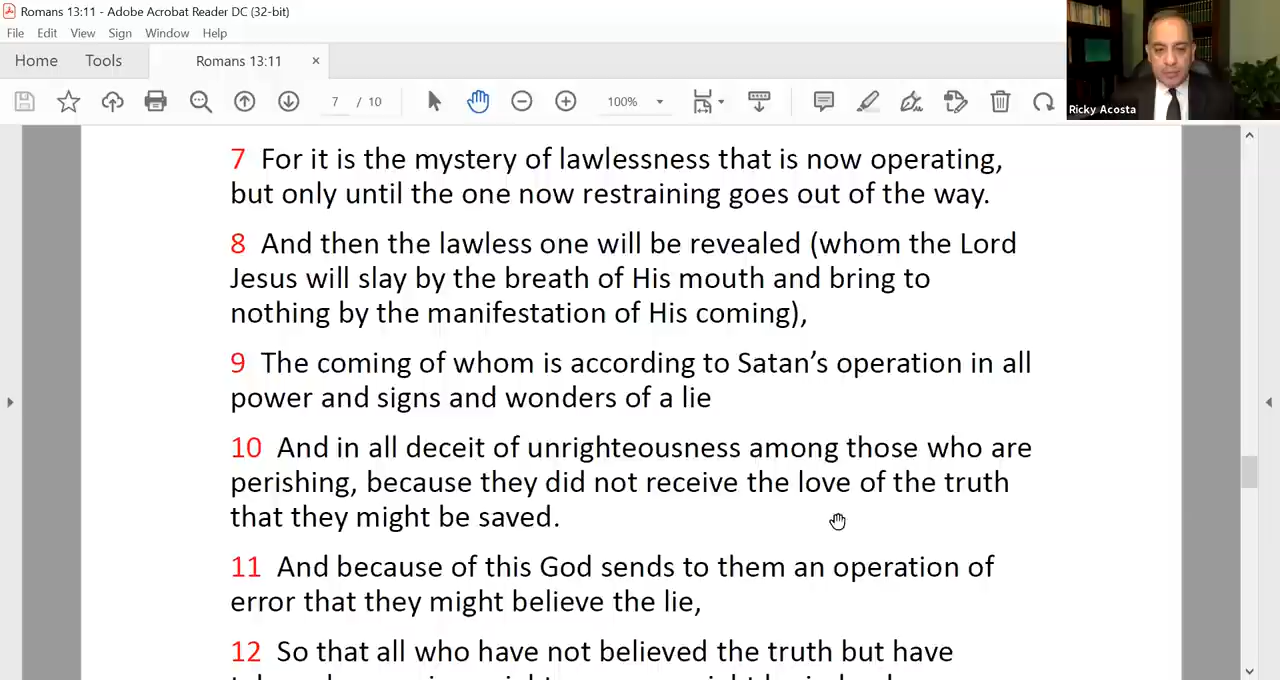 Romans 13:11 - Adobe Acrobat Reader DC (32-bit)
File Edit View Sign Window Help
Home Tools Romans 13:11 ×
7 / 10 100%
Ricky Acosta
7 For it is the mystery of lawlessness that is now operating,
but only until the one now restraining goes out of the way.
8 And then the lawless one will be revealed (whom the Lord
Jesus will slay by the breath of His mouth and bring to
nothing by the manifestation of His coming),
9 The coming of whom is according to Satan’s operation in all
power and signs and wonders of a lie
10 And in all deceit of unrighteousness among those who are
perishing, because they did not receive the love of the truth
that they might be saved.
11 And because of this God sends to them an operation of
error that they might believe the lie,
12 So that all who have not believed the truth but have